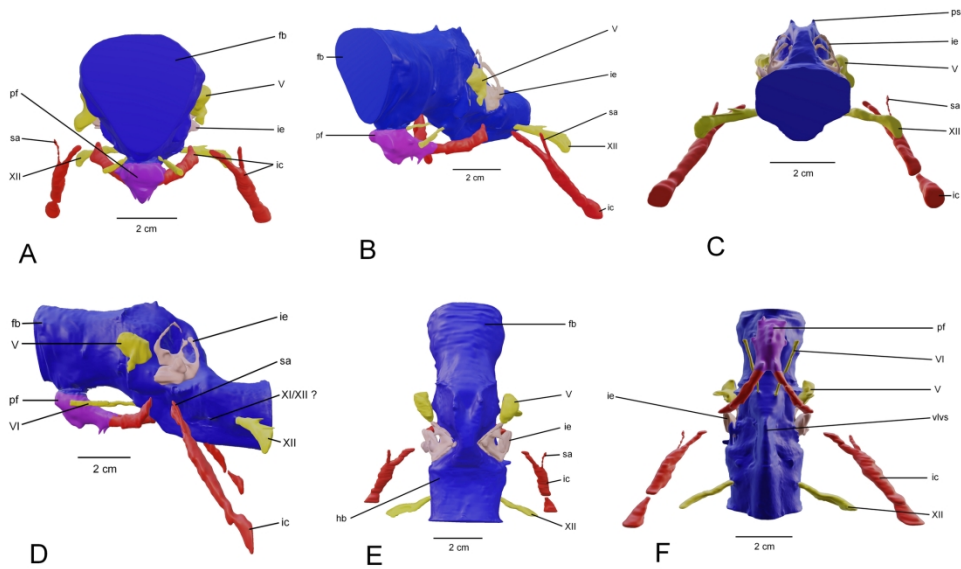 fb
V
pf
ie
sa
ic
XII
2 cm
A
V
fb
ie
pf
sa
XII
2 cm
ic
B
ps
ie
V
sa
XII
2 cm
ic
C
fb
ie
V
sa
XI/XII ?
pf
VI
XII
2 cm
ic
D
fb
V
ie
sa
ic
hb
XII
2 cm
E
pf
VI
V
ie
vlvs
ic
XII
2 cm
F